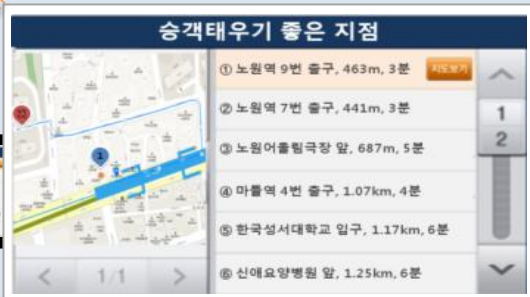 승객태우기 좋은 지점
① 노원역 9번 출구, 463m, 3분
지도보기
② 노원역 7번 출구, 441m, 3분
③ 노원어울림극장 앞, 687m, 5분
④ 마들역 4번 출구, 1.07km, 4분
⑤ 한국성서대학교 입구, 1.17km, 6분
⑥ 신애요양병원 앞, 1.25km, 6분
1
2
1
< 1/1 >